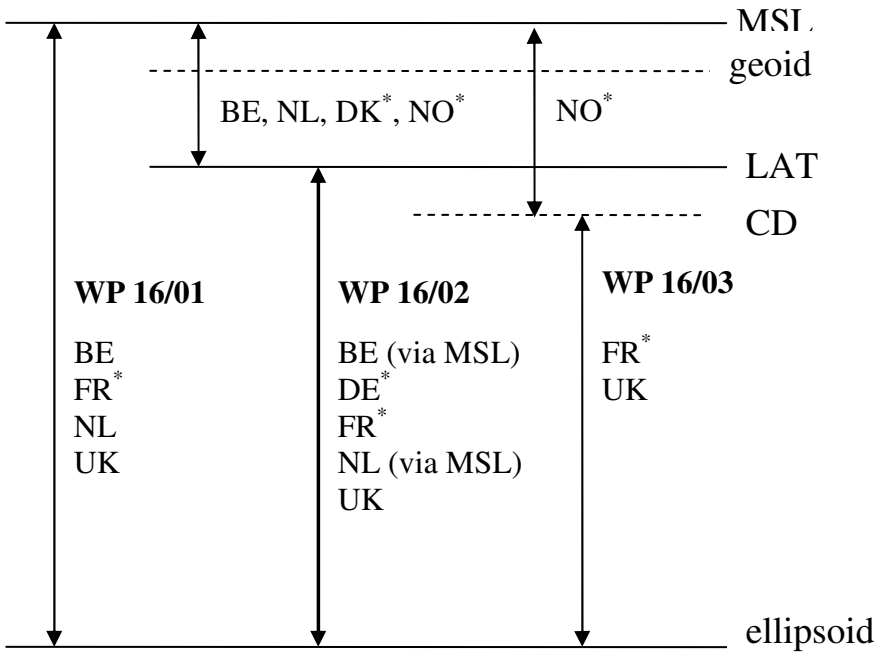 MSL
geoid
BE, NL, DK*, NO*
NO*
LAT
CD
WP 16/01
BE
FR*
NL
UK
WP 16/02
BE (via MSL)
DE*
FR*
NL (via MSL)
UK
WP 16/03
FR*
UK
ellipsoid